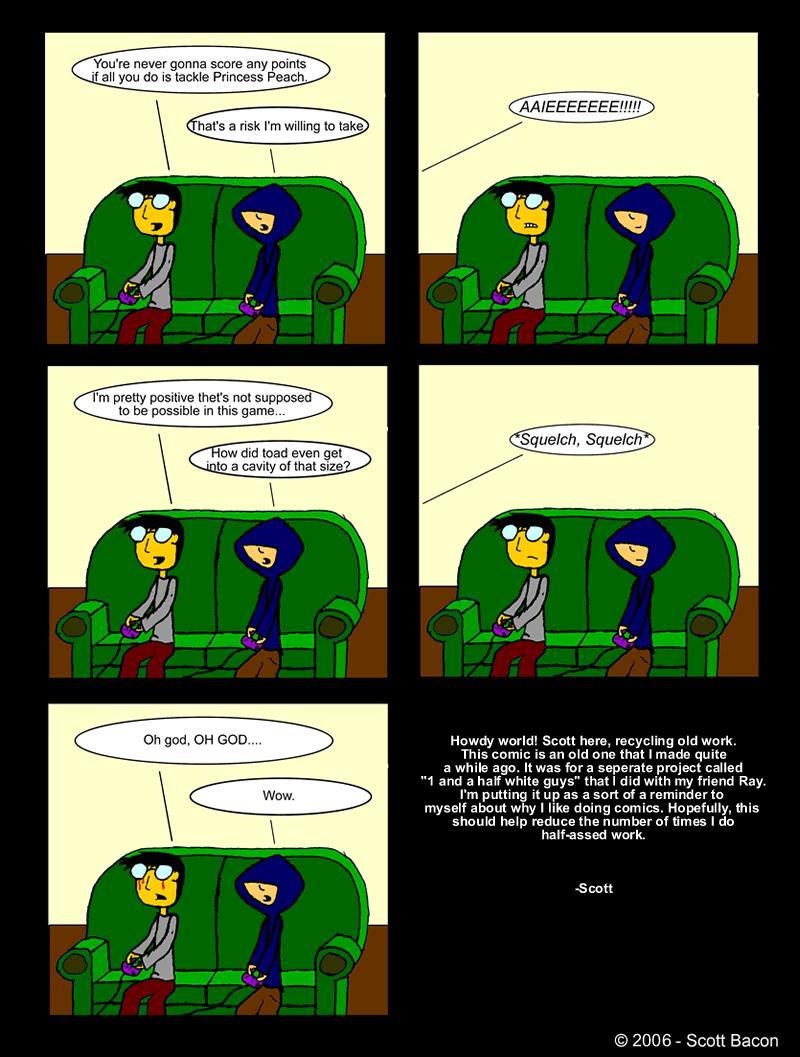 You're never gonna score any points
if all you do is tackle Princess Peach.
That's a risk I'm willing to take
AAIEEEEEEE!!!!!
I'm pretty positive thet's not supposed
to be possible in this game...
How did toad even get
into a cavity of that size?
*Squelch, Squelch*
Oh god, OH GOD....
Wow.
Howdy world! Scott here, recycling old work.
This comic is an old one that I made quite
a while ago. It was for a seperate project called
"1 and a half white guys" that I did with my friend Ray.
I'm putting it up as a sort of a reminder to
myself about why I like doing comics. Hopefully, this
should help reduce the number of times I do
half-assed work.
-Scott
© 2006 - Scott Bacon